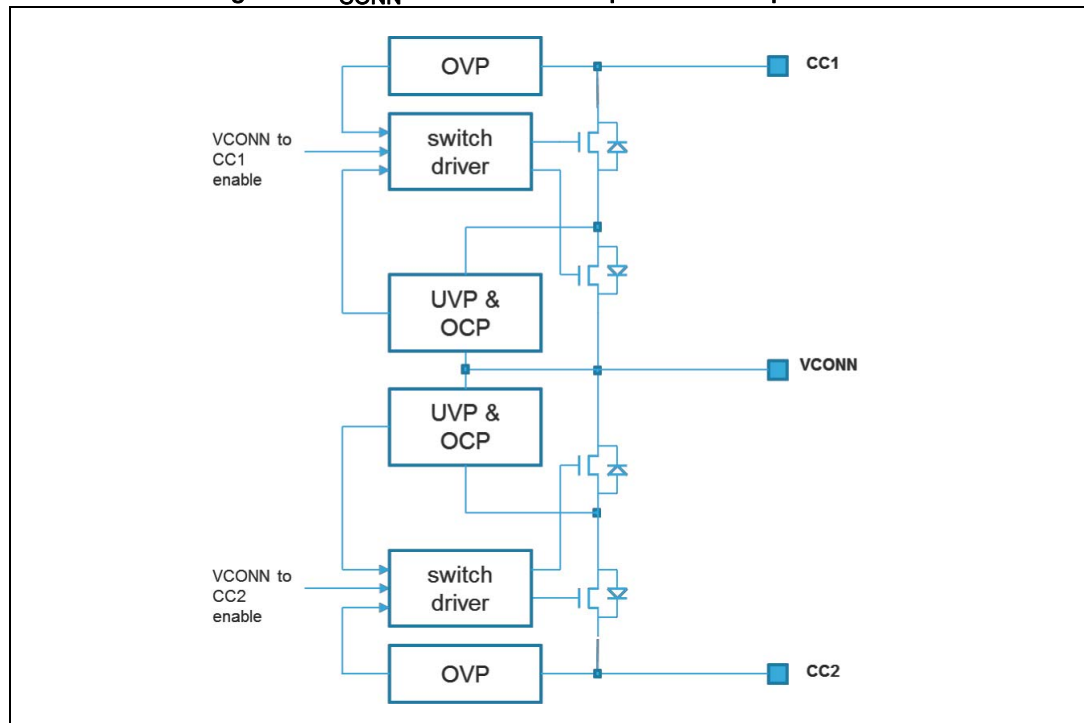 CONN
OVP
CC1
VCONN to
CC1
enable
switch
driver
UVP &
OCP
VCONN
UVP &
OCP
VCONN to
CC2
enable
switch
driver
OVP
CC2